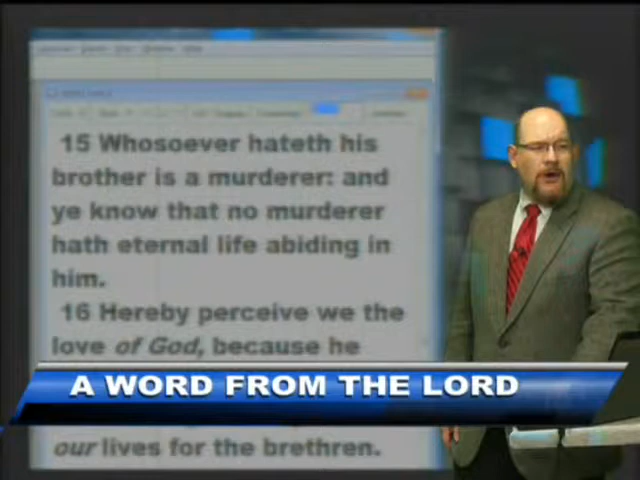 15 Whosoever hateth his
brother is a murderer: and
ye know that no murderer
hath eternal life abiding in
him.
16 Hereby perceive we the
love of God, because he
A WORD FROM THE LORD
our lives for the brethren.